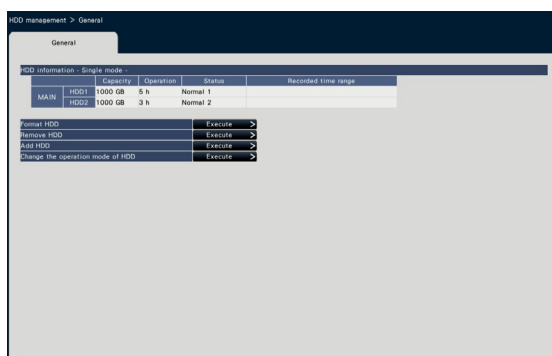 HDD management > General
General
HDD information - Single mode -
Capacity Operation Status Recorded time range
MAIN HDD1 1000 GB 5 h Normal 1
HDD2 1000 GB 3 h Normal 2
Format HDD Execute >
Remove HDD Execute >
Add HDD Execute >
Change the operation mode of HDD Execute >